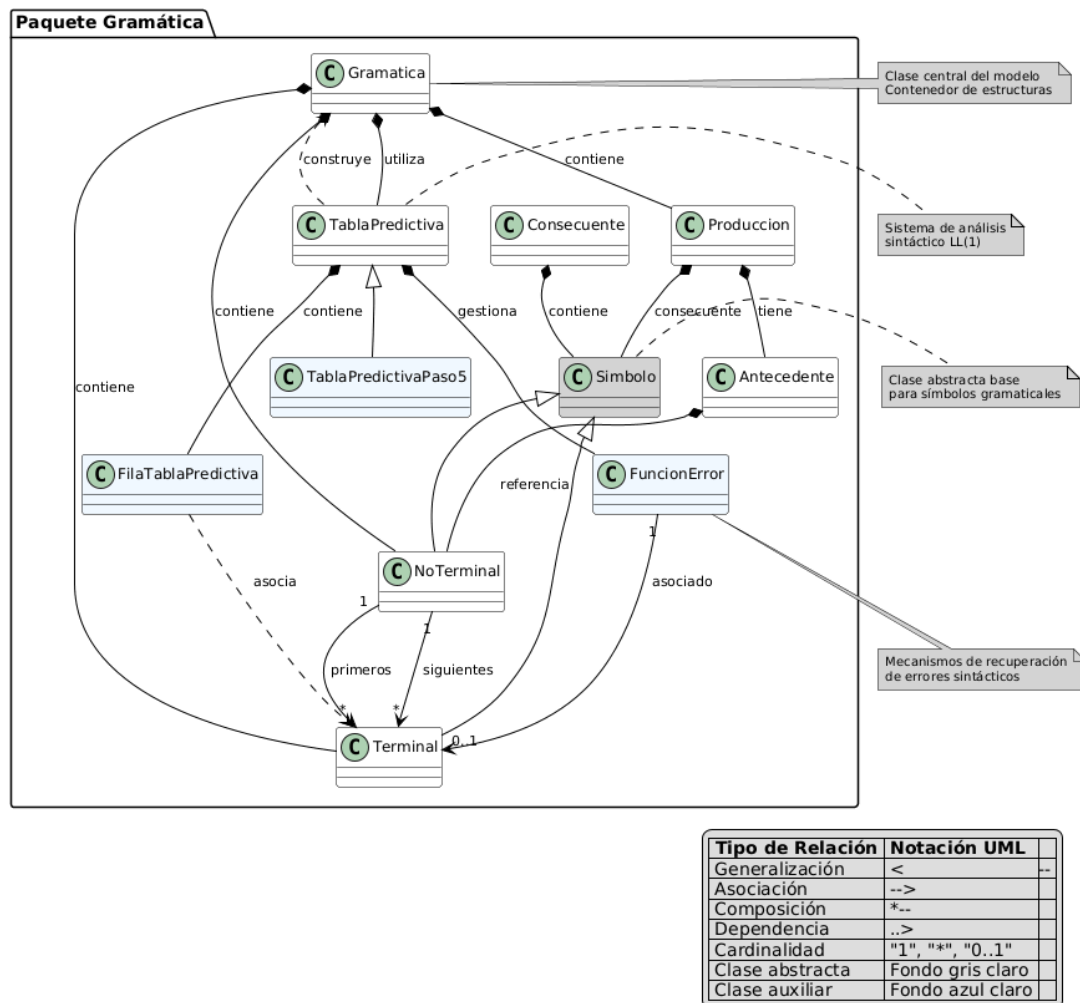 Paquete Gramática
C Gramatica
Clase central del modelo
Contenedor de estructuras
construye
utiliza
contiene
C TablaPredictiva
C Consecuente
C Produccion
Sistema de análisis
sintáctico LL(1)
contiene
contiene
gestiona
contiene
consecuente
tiene
contiene
C TablaPredictivaPaso5
C Simbolo
C Antecedente
Clase abstracta base
para símbolos gramaticales
C FilaTablaPredictiva
referencia
C FuncionError
1
asocia
C NoTerminal
asociado
1
1
primeros
siguientes
Mecanismos de recuperación
de errores sintácticos
*
*
C Terminal
0..1
Tipo de Relación Notación UML
Generalización < --
Asociación -->
Composición *--
Dependencia ..>
Cardinalidad "1", "*", "0..1"
Clase abstracta Fondo gris claro
Clase auxiliar Fondo azul claro